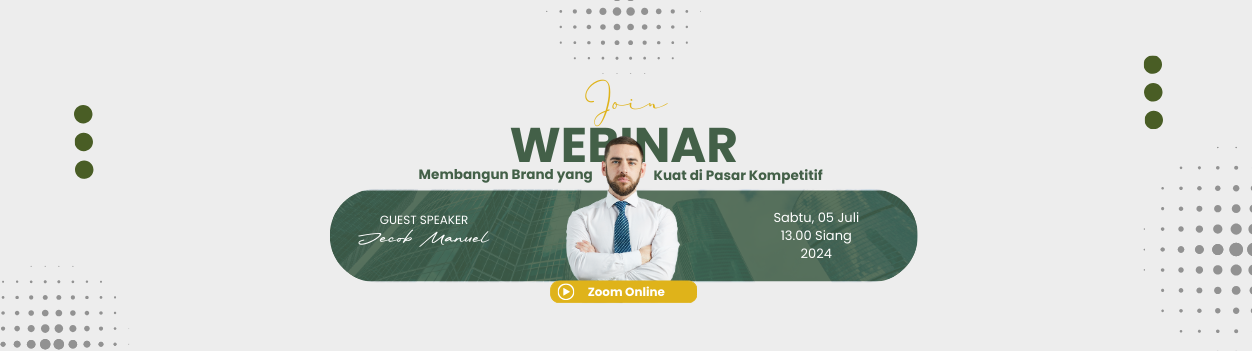 Join
WEBINAR
Membangun Brand yang Kuat di Pasar Kompetitif
GUEST SPEAKER
Jecob Manuel
Sabtu, 05 Juli
13.00 Siang
2024
Zoom Online